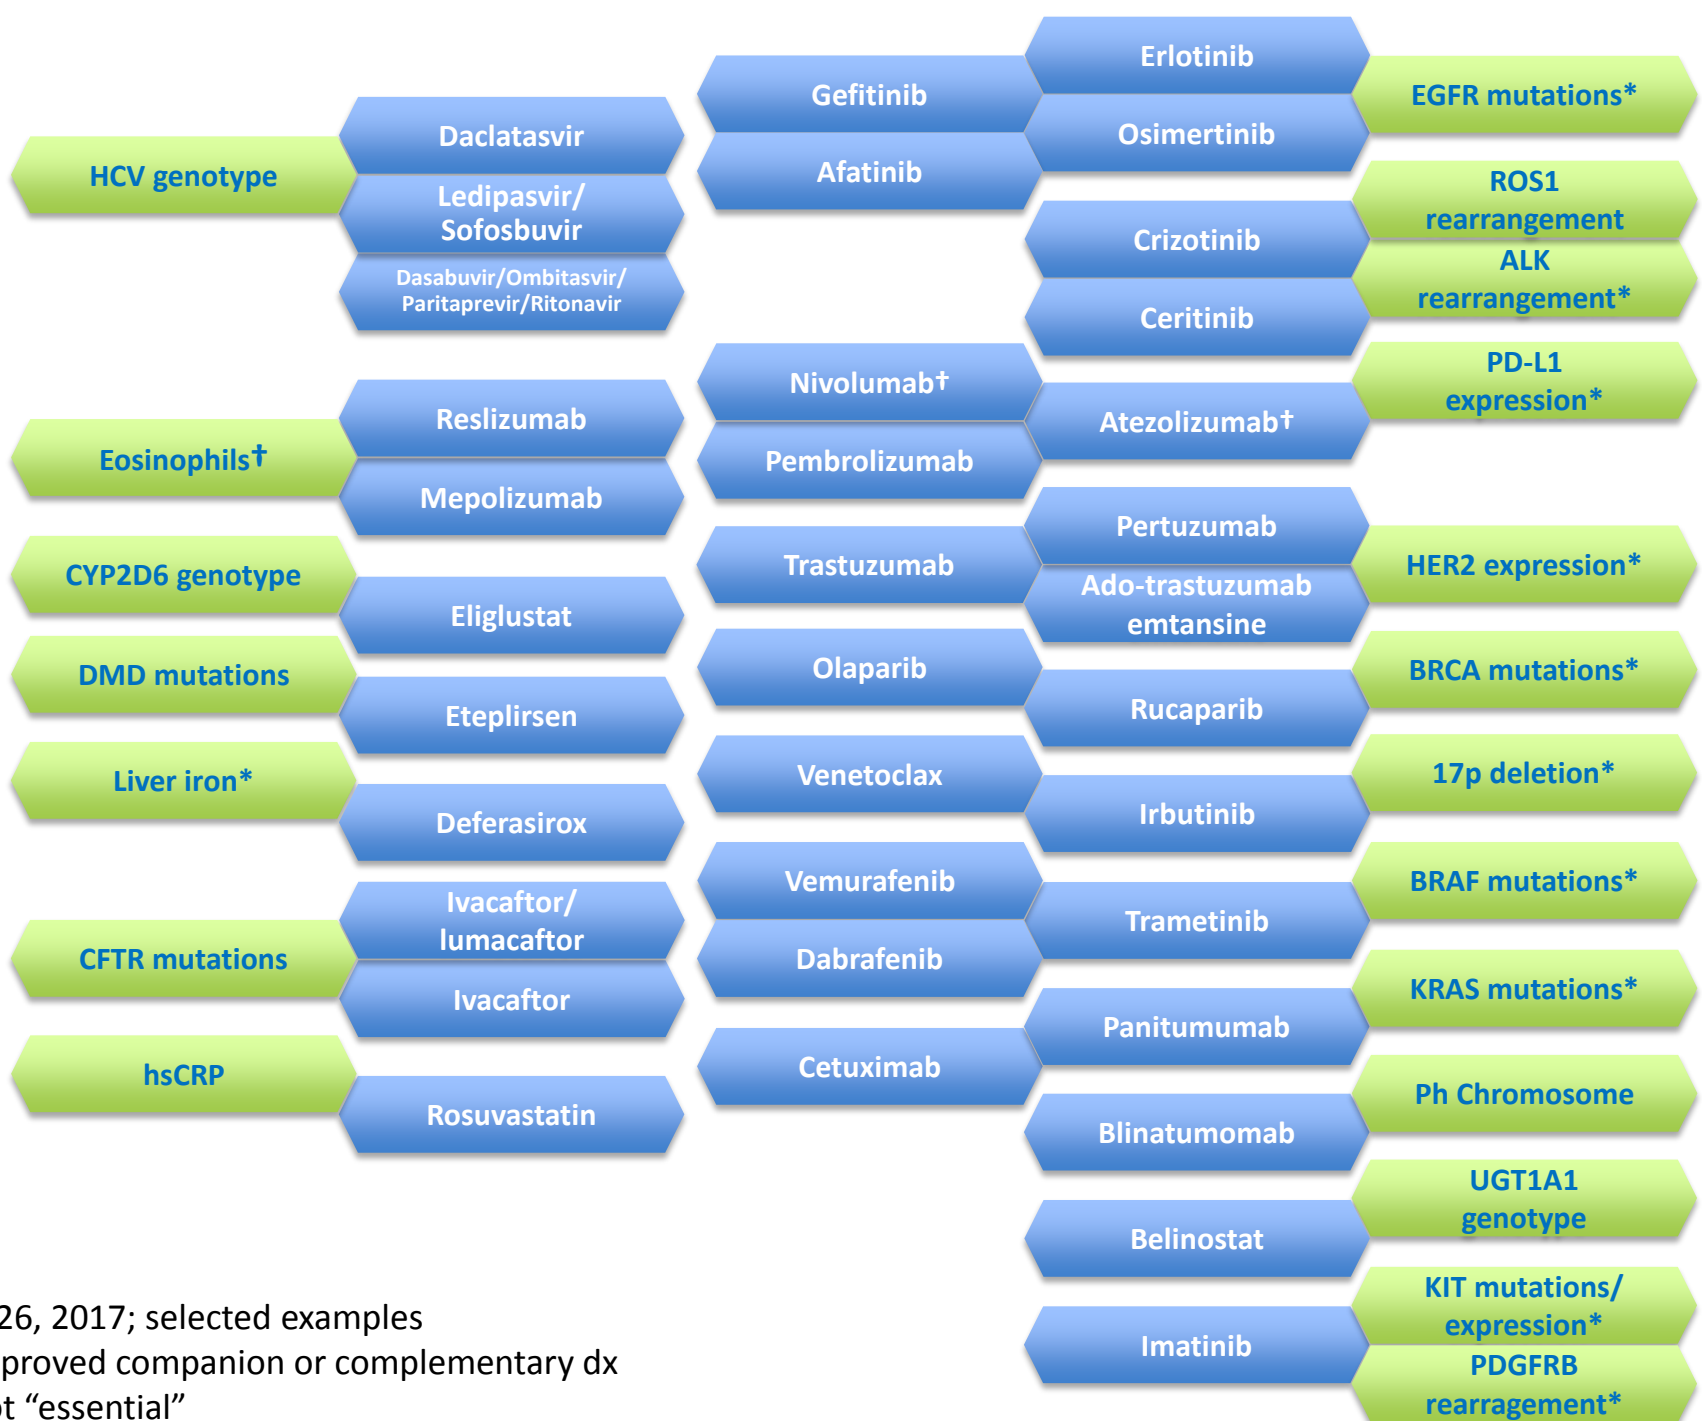 HCV genotype
Daclatasvir
Ledipasvir/
Sofosbuvir
Dasabuvir/Ombitasvir/
Paritaprevir/Ritonavir
Eosinophils†
Reslizumab
Mepolizumab
CYP2D6 genotype
Eliglustat
DMD mutations
Eteplirsen
Liver iron*
Deferasirox
CFTR mutations
Ivacaftor/
lumacaftor
Ivacaftor
hsCRP
Rosuvastatin
Gefitinib
Afatinib
Erlotinib
Osimertinib
EGFR mutations*
Crizotinib
Ceritinib
ROS1
rearrangement
ALK
rearrangement*
Nivolumab†
Pembrolizumab
Atezolizumab†
PD-L1
expression*
Trastuzumab
Pertuzumab
Ado-trastuzumab
emtansine
HER2 expression*
Olaparib
Rucaparib
BRCA mutations*
Venetoclax
Irbutinib
17p deletion*
Vemurafenib
Dabrafenib
Trametinib
BRAF mutations*
Cetuximab
Panitumumab
KRAS mutations*
Blinatumomab
Ph Chromosome
Belinostat
UGT1A1
genotype
Imatinib
KIT mutations/
expression*
PDGFRB
rearragement*
26, 2017; selected examples
proved companion or complementary dx
"essential"